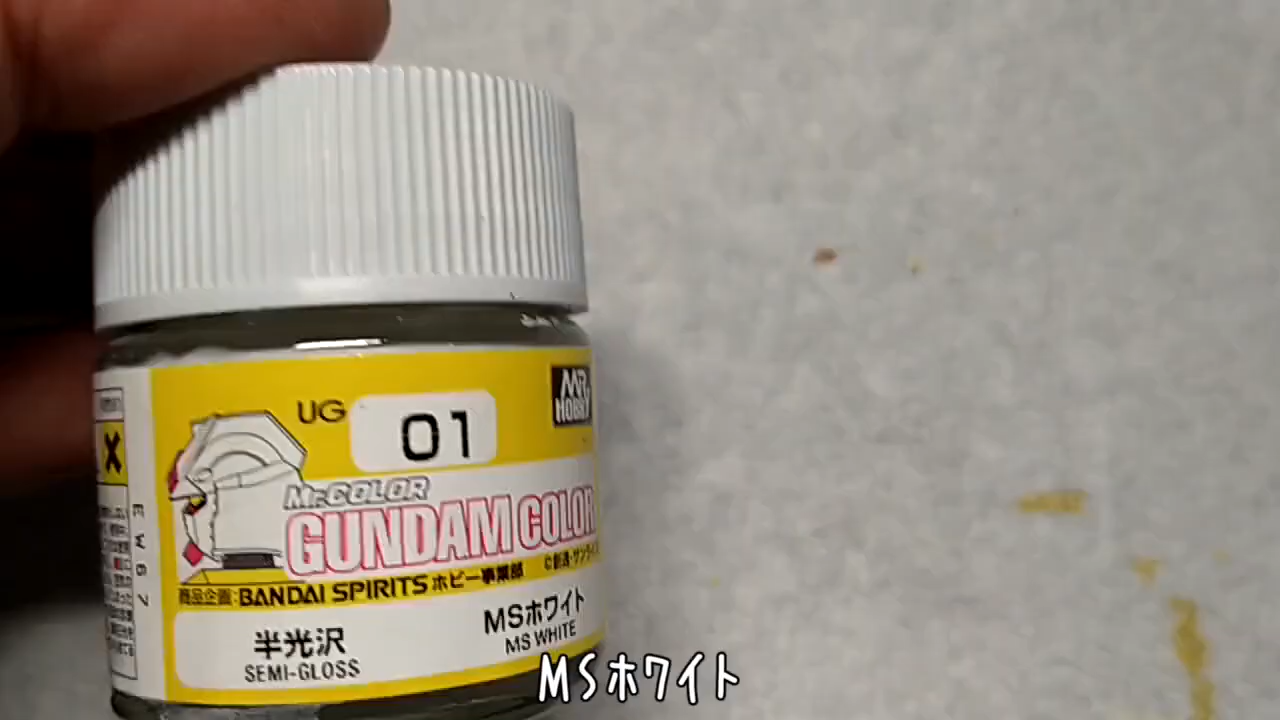 UG 01
MR. HOBBY
Mr.COLOR
GUNDAM COLOR
商品企画:BANDAI SPIRITS ホビー事業部 ©創通・サンライズ
半光沢
SEMI-GLOSS
MSホワイト
MS WHITE
EW67
MSホワイト